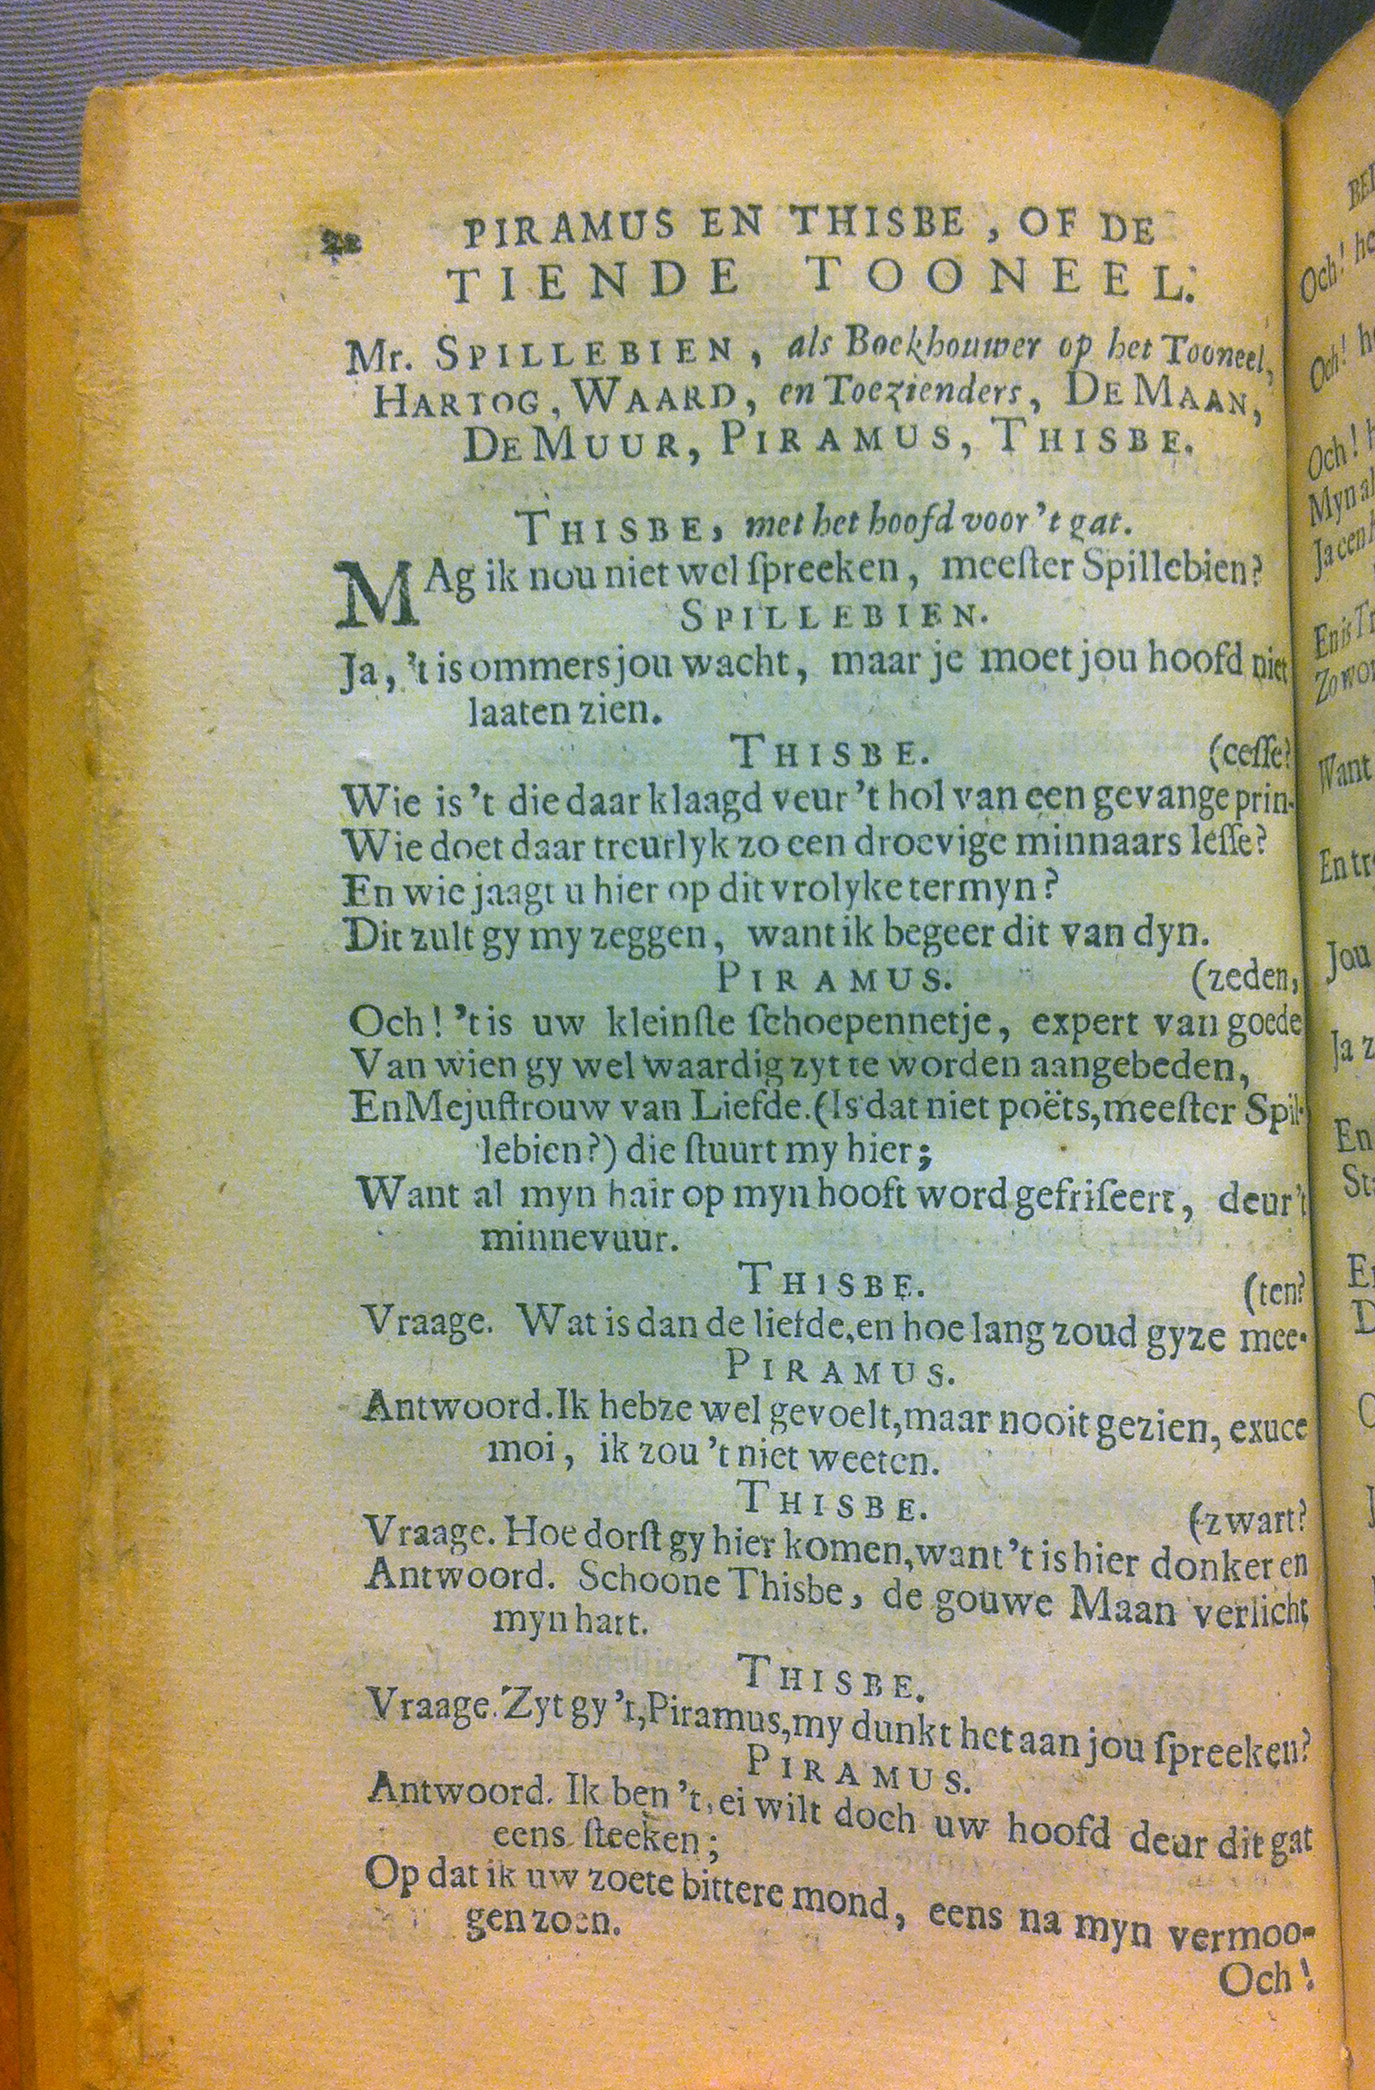 22 PIRAMUS EN THISBE, OF DE
TIENDE TOONEEL.
Mr. SPILLEBIEN, als Boekhouwer op het Tooneel,
HARTOG, WAARD, en Toezienders, DE MAAN,
DE MUUR, PIRAMUS, THISBE.
THISBE, met het hoofd voor 't gat.
MAg ik nou niet wel ſpreeken, meeſter Spillebien?
SPILLEBIEN.
Ja, 't is ommers jou wacht, maar je moet jou hoofd niet
laaten zien.
THISBE. (ceſſe?
Wie is 't die daar klaagd veur 't hol van een gevange prin-
Wie doet daar treurlyk zo een droevige minnaars leſſe?
En wie jaagt u hier op dit vrolyke termyn?
Dit zult gy my zeggen, want ik begeer dit van dyn.
PIRAMUS. (zeden,
Och! 't is uw kleinſte ſchoepennetje, expert van goede
Van wien gy wel waardig zyt te worden aangebeden,
En Mejuffrouw van Liefde. (Is dat niet poëts, meeſter Spil-
lebien?) die ſtuurt my hier;
Want al myn hair op myn hooft word gefriſeert, deur 't
minnevuur.
THISBE. (ten?
Vraage. Wat is dan de liefde, en hoe lang zoud gyze mee-
PIRAMUS.
Antwoord. Ik hebze wel gevoelt, maar nooit gezien, exuce
moi, ik zou 't niet weeten.
THISBE. (zwart?
Vraage. Hoe dorſt gy hier komen, want 't is hier donker en
Antwoord. Schoone Thisbe, de gouwe Maan verlicht
myn hart.
THISBE.
Vraage. Zyt gy 't, Piramus, my dunkt het aan jou ſpreeken?
PIRAMUS.
Antwoord. Ik ben 't, ei wilt doch uw hoofd deur dit gat
eens ſteeken;
Op dat ik uw zoete bittere mond, eens na myn vermoo-
gen zoen.
Och!
Och!
Och!
Och!
Want
Jou
En